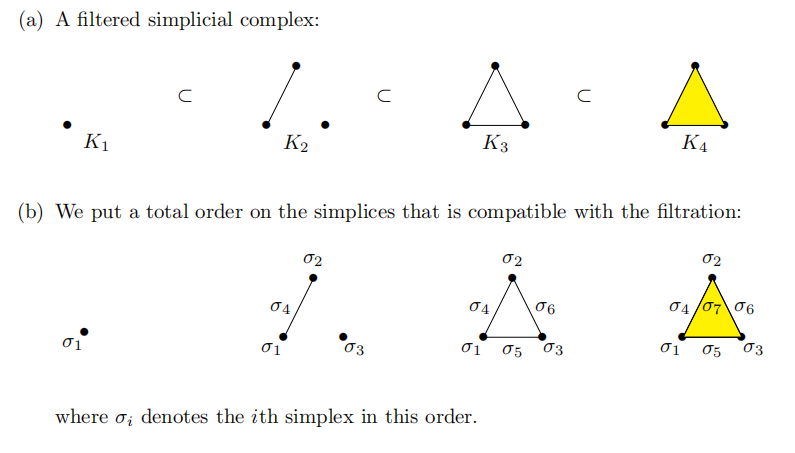 (a) A filtered simplicial complex:
⊂ ⊂ ⊂
K₁ K₂ K₃ K₄
(b) We put a total order on the simplices that is compatible with the filtration:
σ₂ σ₂ σ₂
σ₄ σ₄ σ₆ σ₄ σ₇ σ₆
σ₁ σ₁ σ₃ σ₁ σ₅ σ₃ σ₁ σ₅ σ₃
where σᵢ denotes the ith simplex in this order.